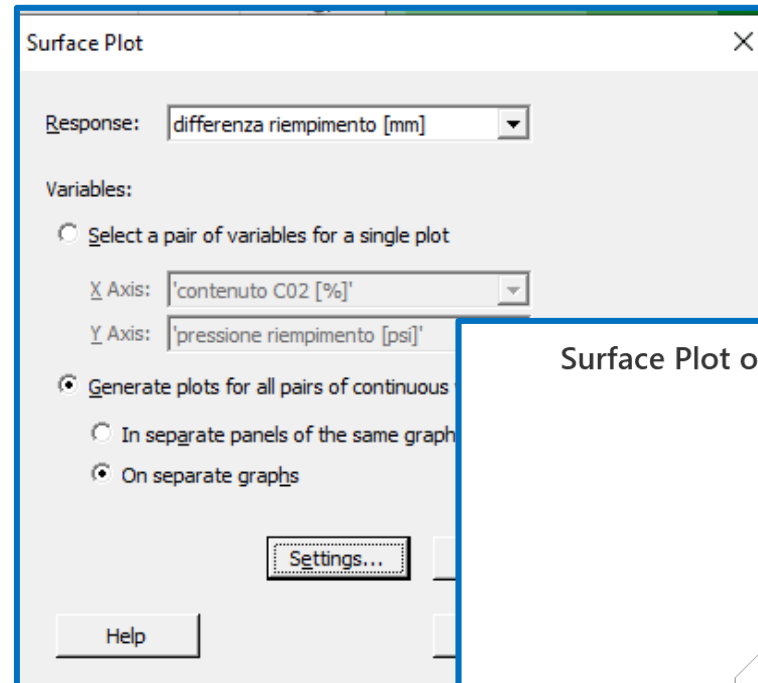 Surface Plot
Response: differenza riempimento [mm]
Variables:
Select a pair of variables for a single plot
X Axis: 'contenuto C02 [%]'
Y Axis: 'pressione riempimento [psi]'
Surface Plot o
Generate plots for all pairs of continuous
In separate panels of the same graph
On separate graphs
Settings...
Help